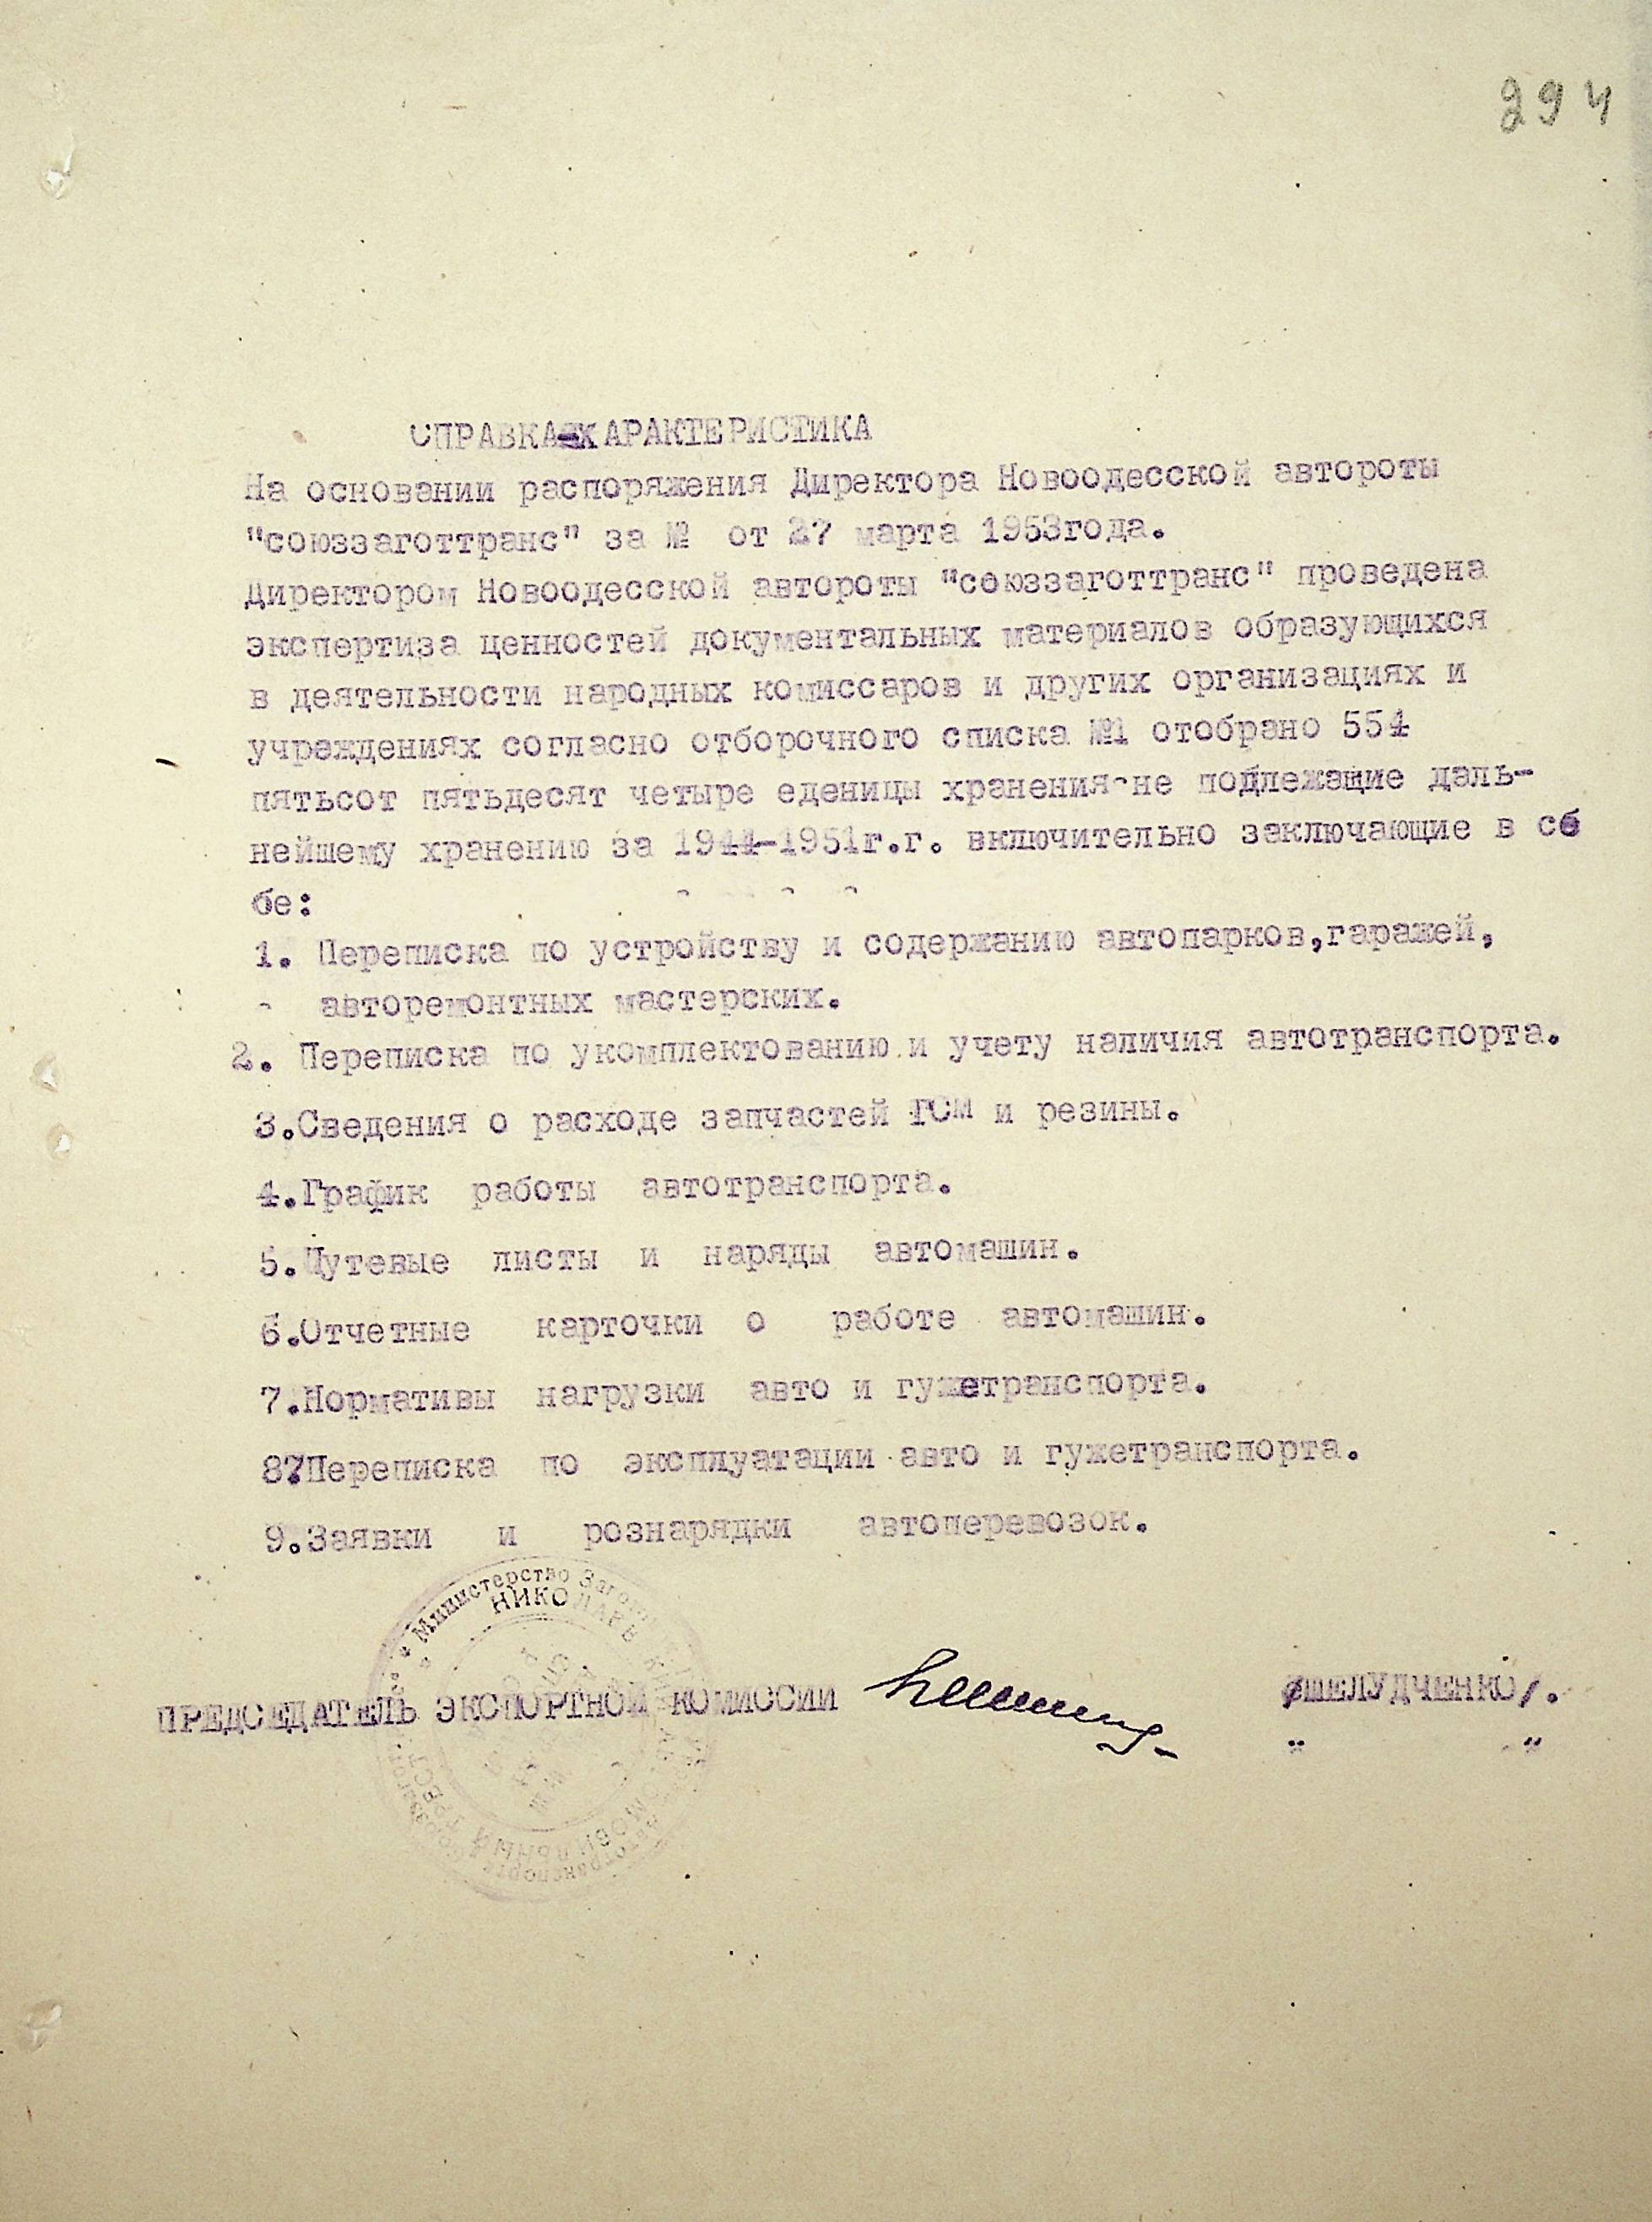 294
СПРАВКА-ХАРАКТЕРИСТИКА
На основании распоряжения Директора Новоодесской автороты
"союззаготтранс" за № от 27 марта 1953года.
Директором Новоодесской автороты "союззаготтранс" проведена
экспертиза ценностей документальных материалов образующихся
в деятельности народных комиссаров и других организациях и
учреждениях согласно отборочного списка №1 отобрано 554
пятьсот пятьдесят четыре еденицы хранения не подлежащие даль-
нейшему хранению за 1944-1951г.г. включительно заключающие в се
бе:
1. Переписка по устройству и содержанию автопарков,гаражей,
авторемонтных мастерских.
2. Переписка по укомплектованию и учету наличия автотранспорта.
3.Сведения о расходе запчастей ГСМ и резины.
4.График работы автотранспорта.
5.Путевые листы и наряды автомашин.
6.Отчетные карточки о работе автомашин.
7.Нормативы нагрузки авто и гужетранспорта.
8.Переписка по эксплуатации авто и гужетранспорта.
9.Заявки и рознарядки автоперевозок.
Министерство
НИКОЛАЕВ
ПРЕДСЕДАТЕЛЬ ЭКСПОРТНОЙ КОМИССИИ /ШЕЛУДЧЕНКО/.
" "